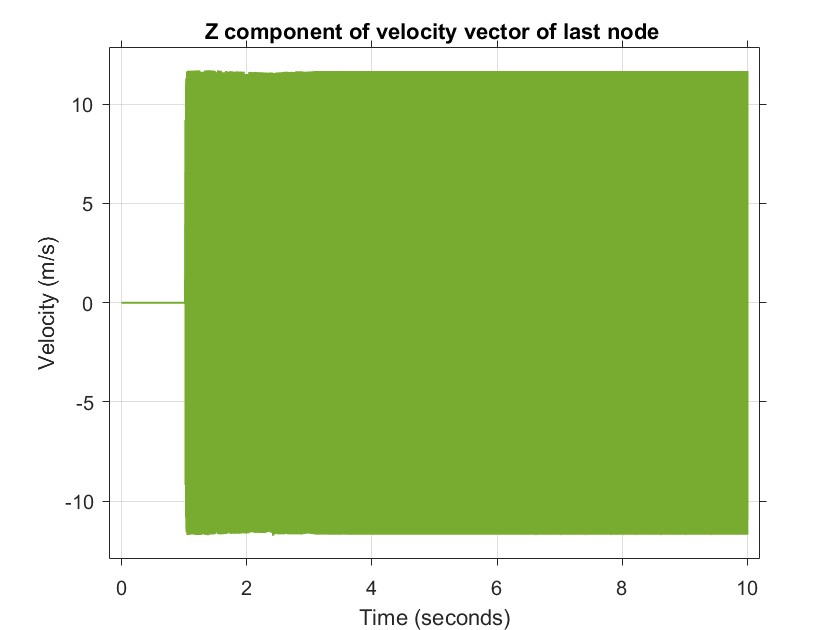 Z component of velocity vector of last node
10
5
0
-5
-10
Velocity (m/s)
0 2 4 6 8 10
Time (seconds)